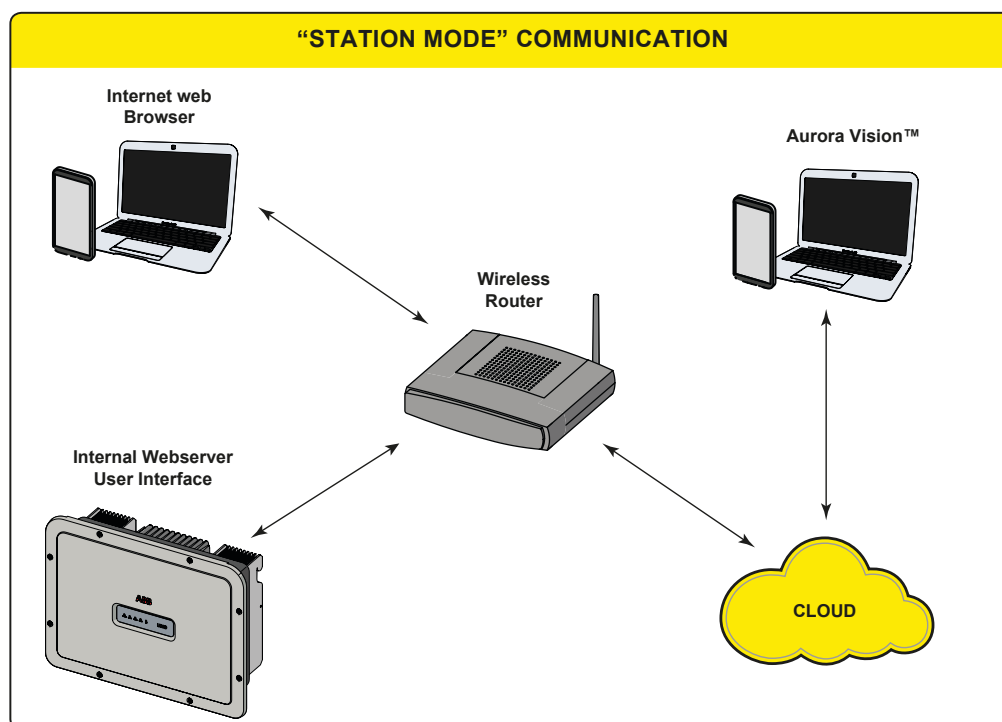 “STATION MODE” COMMUNICATION
Internet web
Browser
Aurora Vision™
Wireless
Router
Internal Webserver
User Interface
ABB
CLOUD